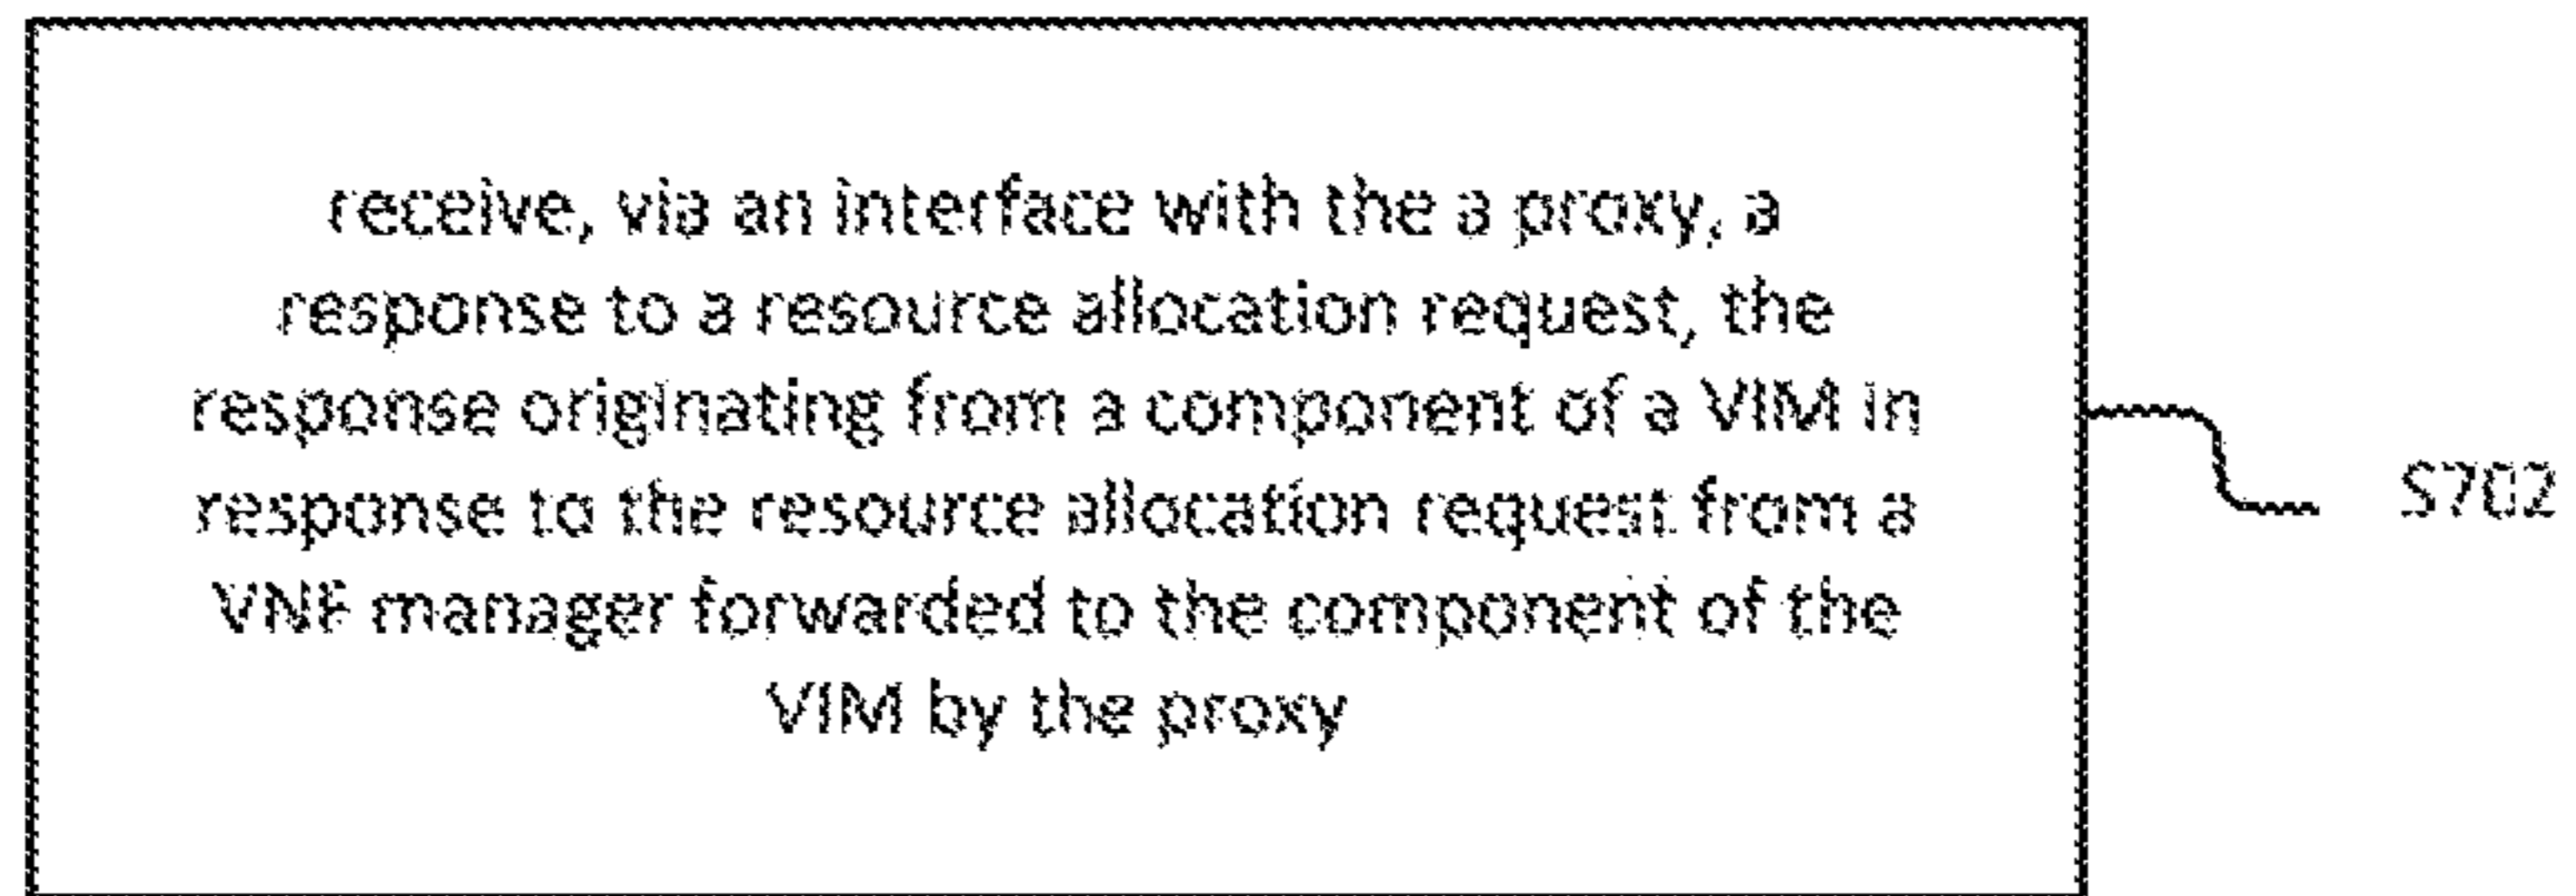 receive, via an interface with the a proxy, a
response to a resource allocation request, the
response originating from a component of a VIM in
response to the resource allocation request from a
VNF manager forwarded to the component of the
VIM by the proxy
S702